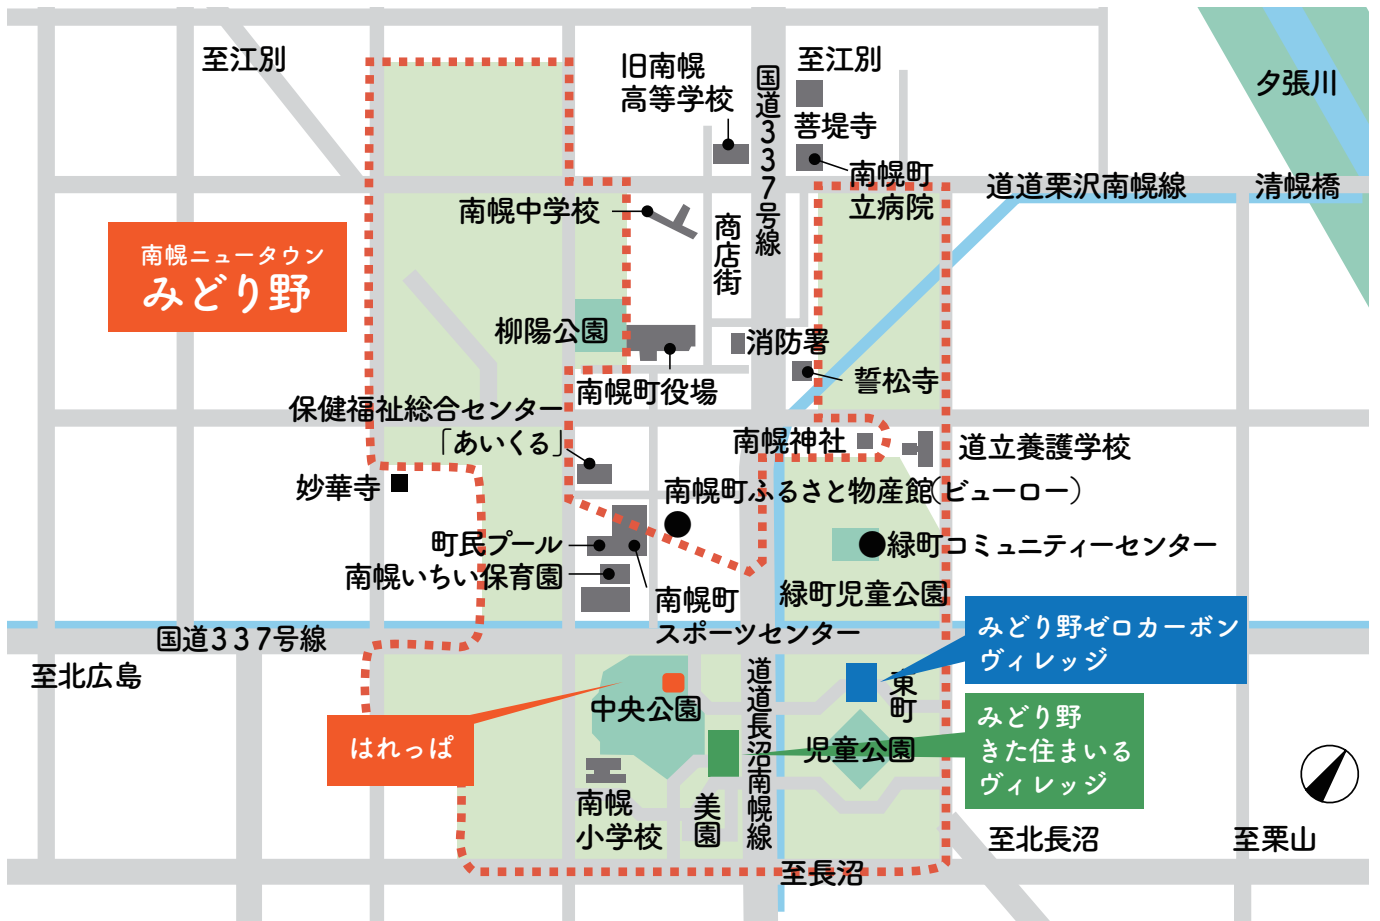 至江別
旧南幌
高等学校
国道337号線
至江別
菩堤寺
夕張川
南幌町
立病院
道道栗沢南幌線
清幌橋
南幌中学校
商店街
南幌ニュータウン
みどり野
柳陽公園
消防署
南幌町役場
誓松寺
保健福祉総合センター
「あいくる」
南幌神社
道立養護学校
妙華寺
南幌町ふるさと物産館(ビューロー)
町民プール
緑町コミュニティーセンター
南幌いちい保育園
南幌町
スポーツセンター
緑町児童公園
みどり野ゼロカーボン
ヴィレッジ
国道337号線
至北広島
中央公園
道道長沼南幌線
東町
みどり野
きた住まいる
ヴィレッジ
はれっぱ
児童公園
南幌
小学校
美園
至北長沼
至栗山
至長沼